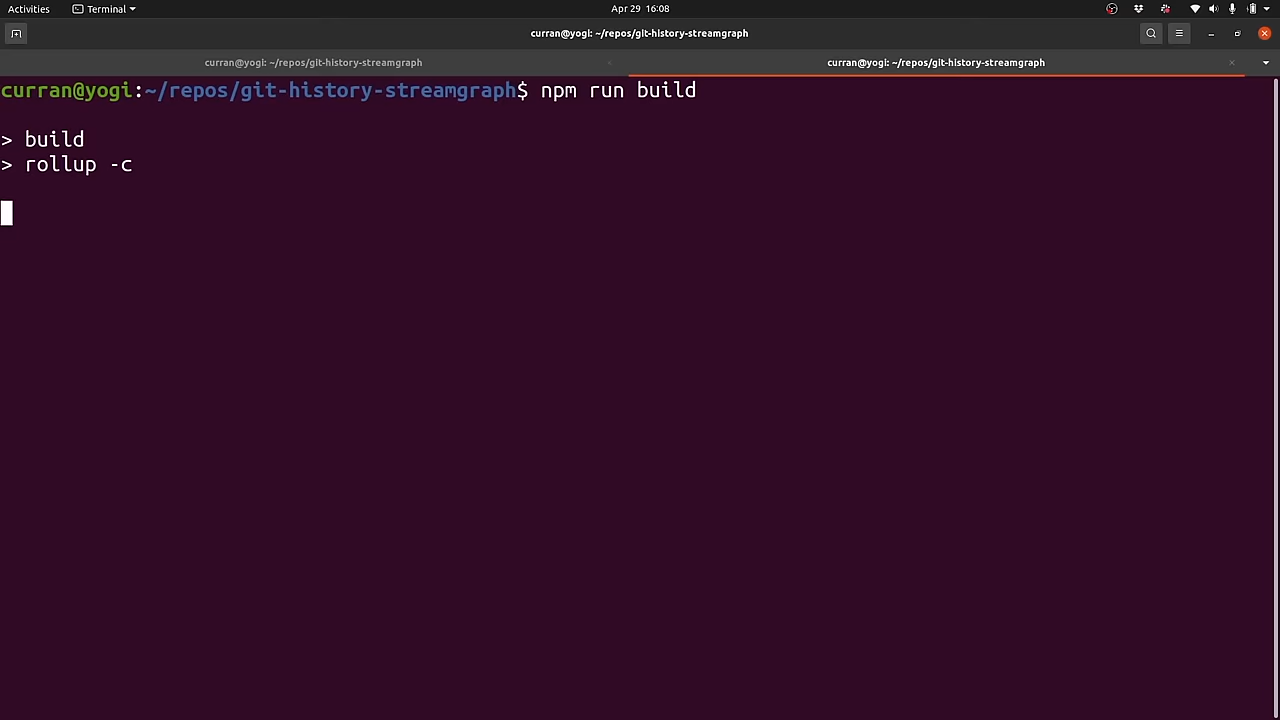 Activities
Terminal
Apr 29 16:08
curran@yogi: ~/repos/git-history-streamgraph
curran@yogi: ~/repos/git-history-streamgraph
curran@yogi: ~/repos/git-history-streamgraph
curran@yogi:~/repos/git-history-streamgraph$ npm run build
> build
> rollup -c